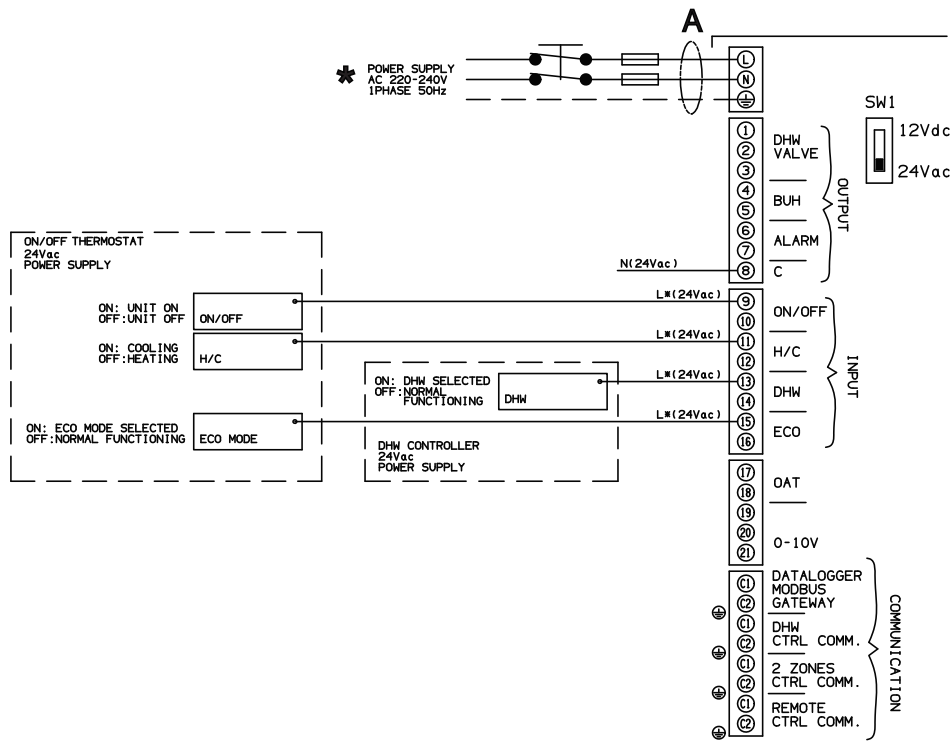 A
* POWER SUPPLY
AC 220-240V
1PHASE 50Hz
L
N
SW1
12Vdc
24Vac
1
2
3
DHW
VALVE
4
5
BUH
6
7
ALARM
8
C
OUTPUT
N(24Vac)
ON/OFF THERMOSTAT
24Vac
POWER SUPPLY
ON: UNIT ON
OFF:UNIT OFF
ON/OFF
L*(24Vac)
9
10
ON/OFF
ON: COOLING
OFF:HEATING
H/C
L*(24Vac)
11
12
H/C
ON: DHW SELECTED
OFF:NORMAL
FUNCTIONING
DHW
L*(24Vac)
13
14
DHW
ON: ECO MODE SELECTED
OFF:NORMAL FUNCTIONING
ECO MODE
L*(24Vac)
15
16
ECO
INPUT
DHW CONTROLLER
24Vac
POWER SUPPLY
17
18
OAT
19
20
21
0-10V
C1
C2
DATALOGGER
MODBUS
GATEWAY
C1
C2
DHW
CTRL COMM.
C1
C2
2 ZONES
CTRL COMM.
C1
C2
REMOTE
CTRL COMM.
COMMUNICATION